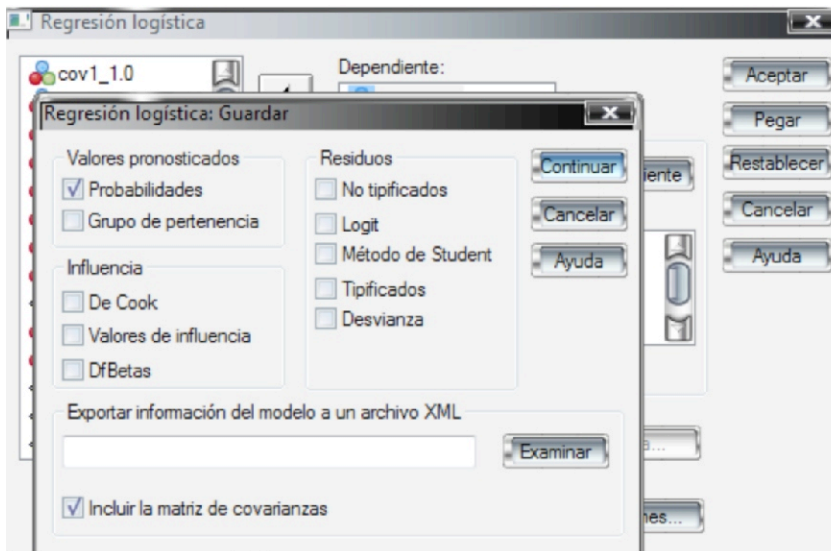 Regresión logística
cov1_1.0
Dependiente:
Aceptar
Pegar
Restablecer
Cancelar
Ayuda
iente
Regresión logística: Guardar
Valores pronosticados
Probabilidades
Grupo de pertenencia
Influencia
De Cook
Valores de influencia
DfBetas
Residuos
No tipificados
Logit
Método de Student
Tipificados
Desvianza
Continuar
Cancelar
Ayuda
Exportar información del modelo a un archivo XML
Examinar
Incluir la matriz de covarianzas
a...
nes...